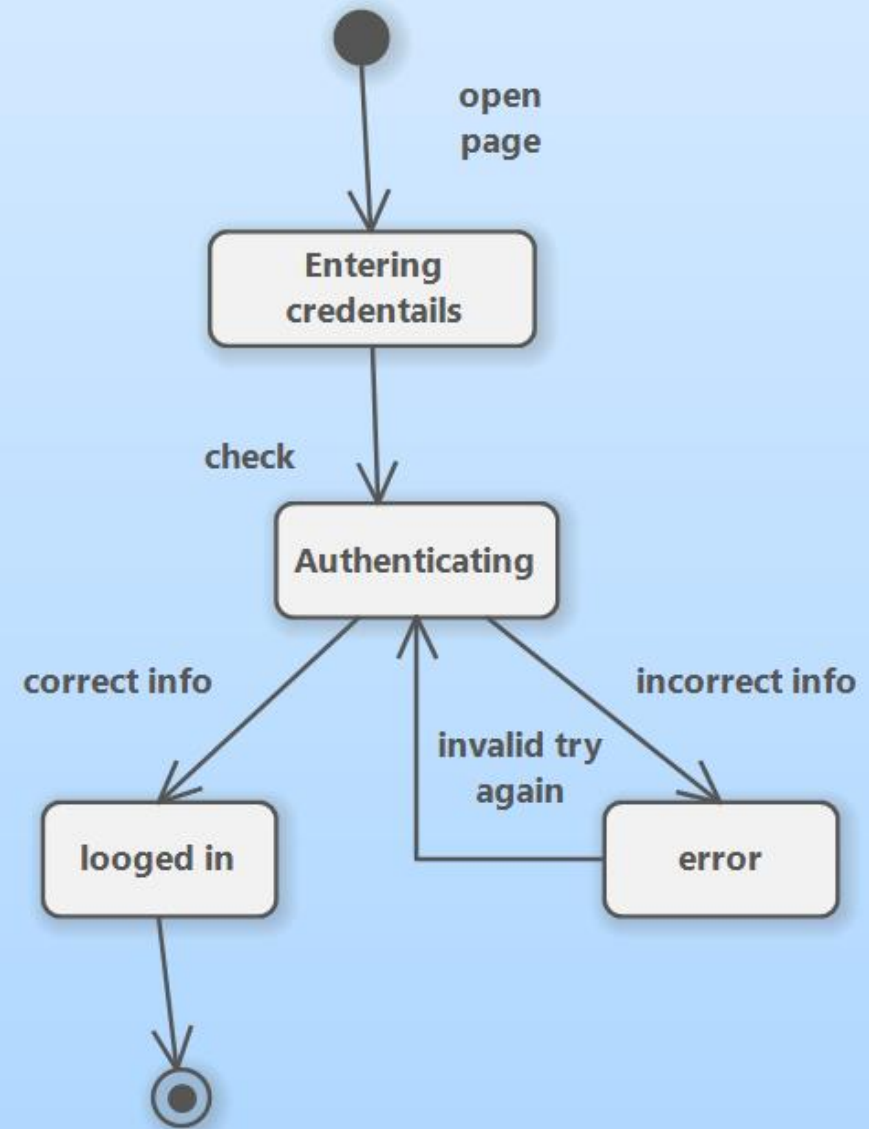 open
page
Entering
credentails
check
Authenticating
correct info
incorrect info
invalid try
again
looged in
error